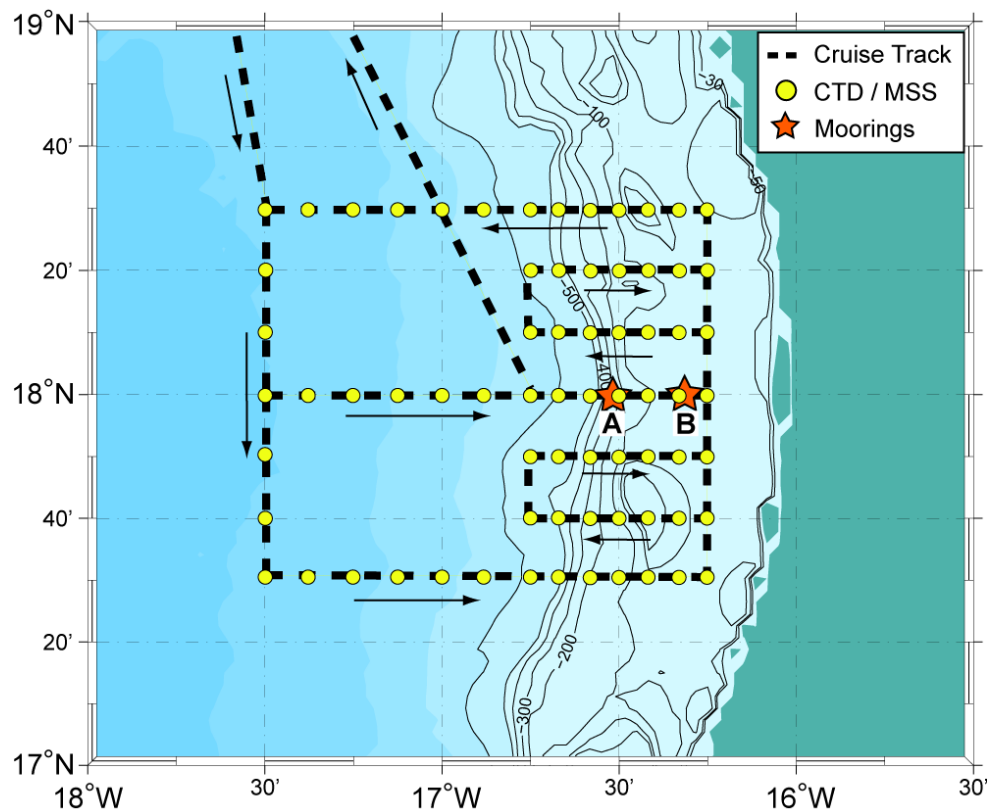 19°N
Cruise Track
CTD / MSS
Moorings
-30
-100
40'
-50
20'
-500
-400
18°N
A
B
40'
20'
-200
-300
17°N
18°W
30'
17°W
30'
16°W
30'